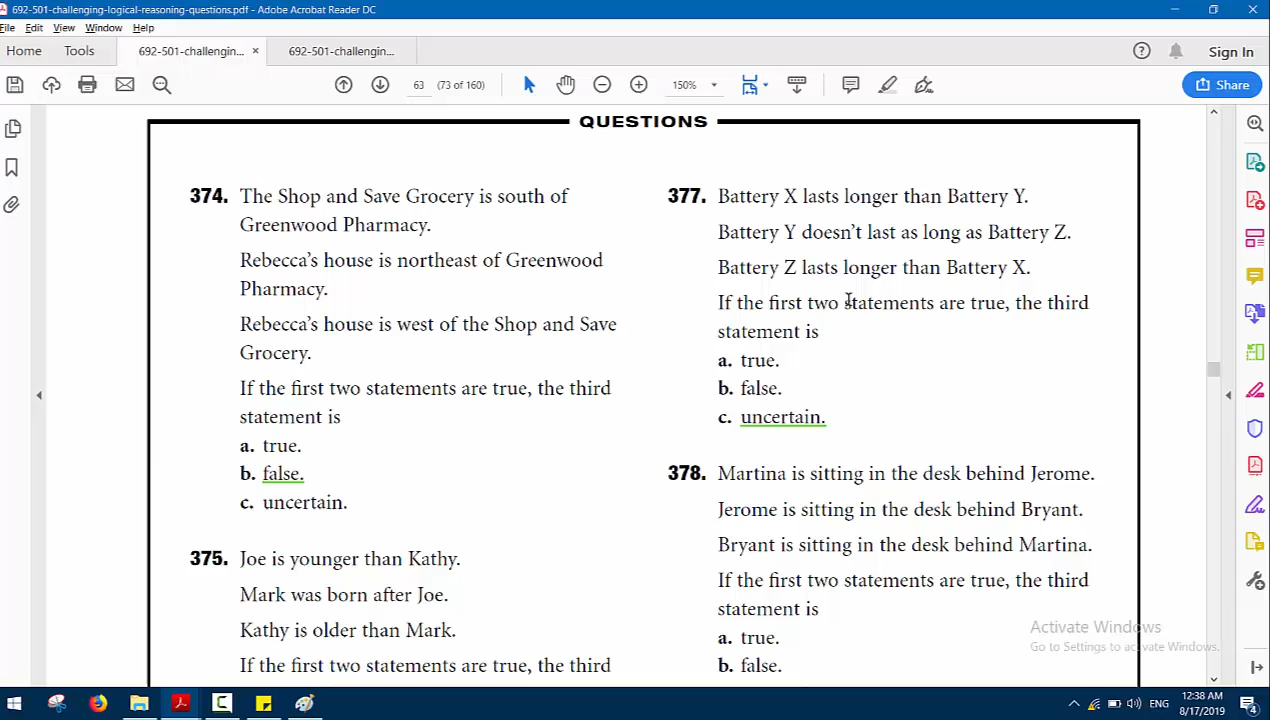 692-501-challenging-logical-reasoning-questions.pdf - Adobe Acrobat Reader DC
File Edit View Window Help
Home Tools 692-501-challengin... × 692-501-challengin... Sign In
63 (73 of 160) 150% Share
QUESTIONS
374. The Shop and Save Grocery is south of
Greenwood Pharmacy.
Rebecca's house is northeast of Greenwood
Pharmacy.
Rebecca's house is west of the Shop and Save
Grocery.
If the first two statements are true, the third
statement is
a. true.
b. false.
c. uncertain.
375. Joe is younger than Kathy.
Mark was born after Joe.
Kathy is older than Mark.
If the first two statements are true, the third
377. Battery X lasts longer than Battery Y.
Battery Y doesn't last as long as Battery Z.
Battery Z lasts longer than Battery X.
If the first two statements are true, the third
statement is
a. true.
b. false.
c. uncertain.
378. Martina is sitting in the desk behind Jerome.
Jerome is sitting in the desk behind Bryant.
Bryant is sitting in the desk behind Martina.
If the first two statements are true, the third
statement is
a. true.
b. false.
Activate Windows
Go to Settings to activate Windows.
ENG
12:38 AM
8/17/2019
4